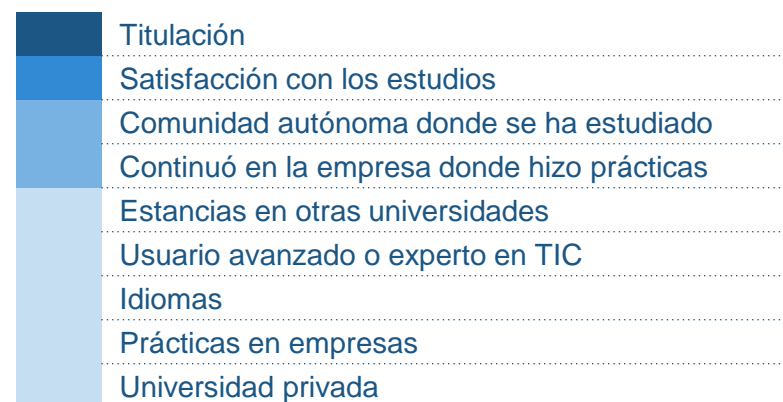 Titulación
Satisfacción con los estudios
Comunidad autónoma donde se ha estudiado
Continuó en la empresa donde hizo prácticas
Estancias en otras universidades
Usuario avanzado o experto en TIC
Idiomas
Prácticas en empresas
Universidad privada